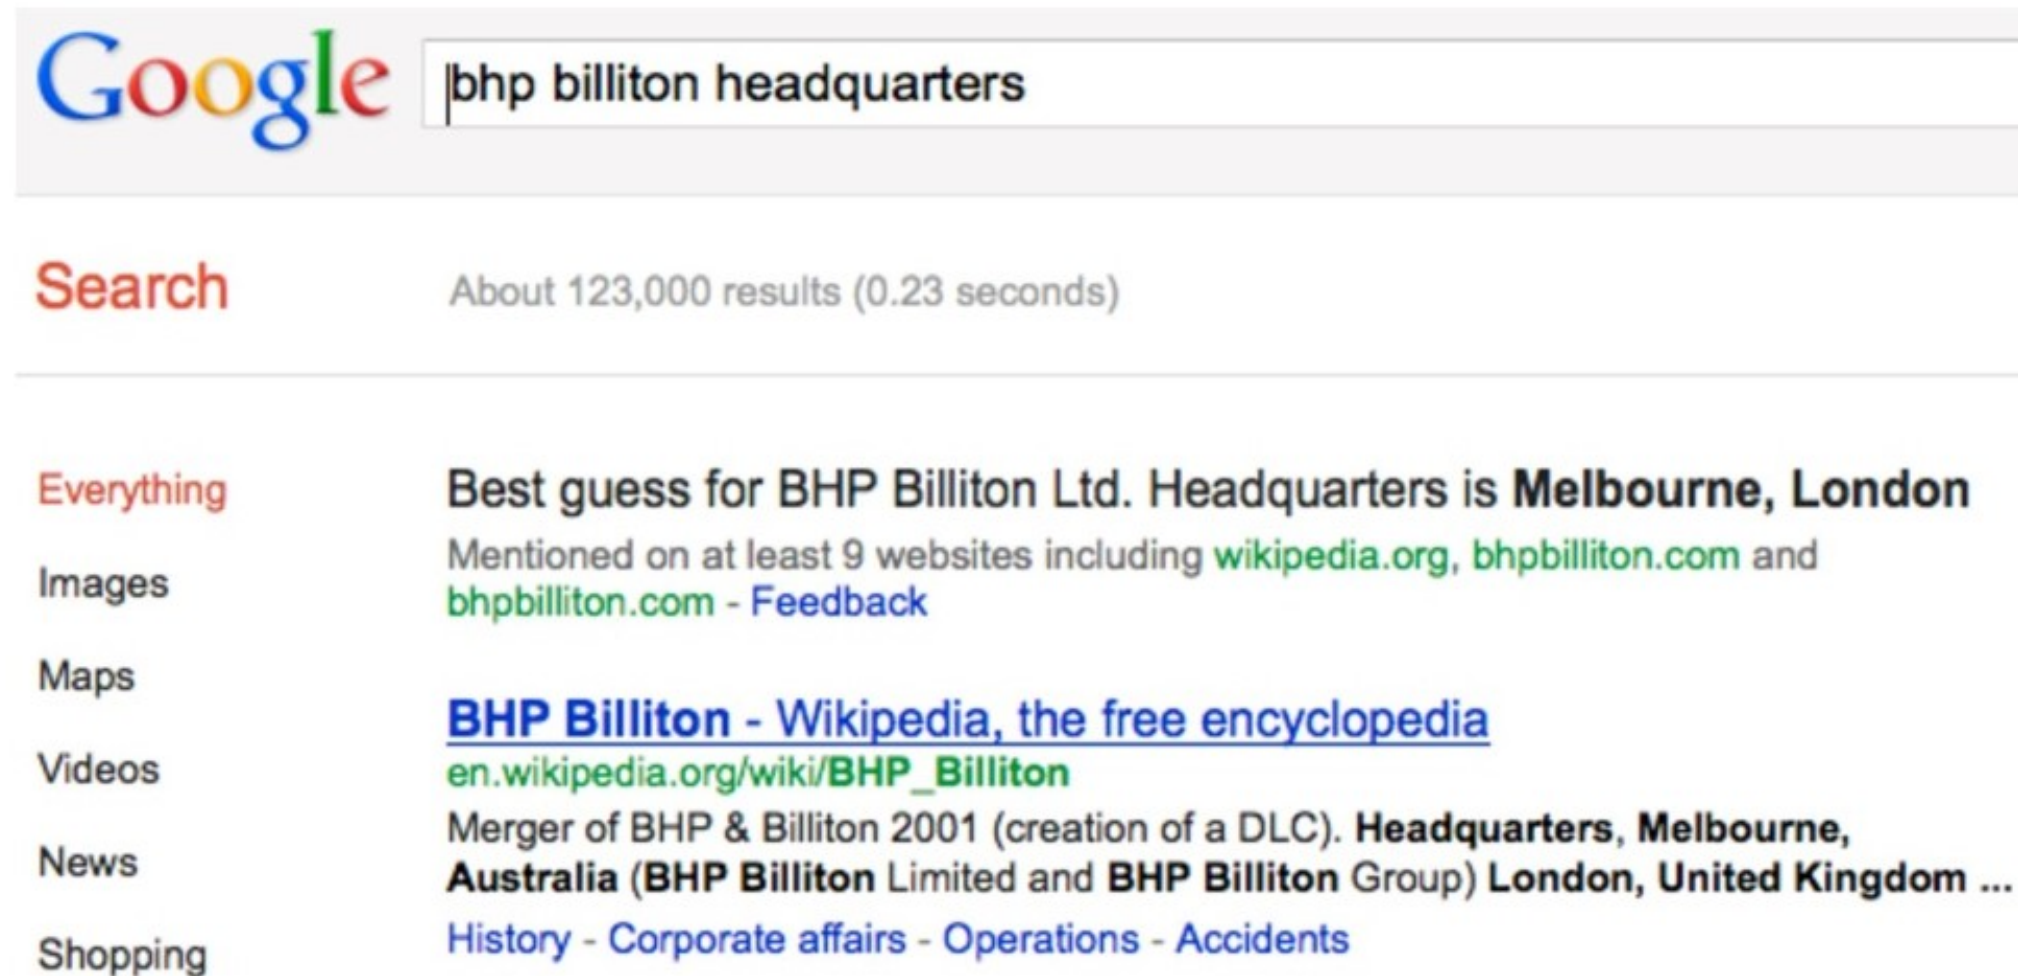 Google
bhp billiton headquarters
Search
About 123,000 results (0.23 seconds)
Everything
Images
Maps
Videos
News
Shopping
Best guess for BHP Billiton Ltd. Headquarters is Melbourne, London
Mentioned on at least 9 websites including wikipedia.org, bhpbilliton.com and
bhpbilliton.com - Feedback
BHP Billiton - Wikipedia, the free encyclopedia
en.wikipedia.org/wiki/BHP_Billiton
Merger of BHP & Billiton 2001 (creation of a DLC). Headquarters, Melbourne,
Australia (BHP Billiton Limited and BHP Billiton Group) London, United Kingdom ...
History - Corporate affairs - Operations - Accidents